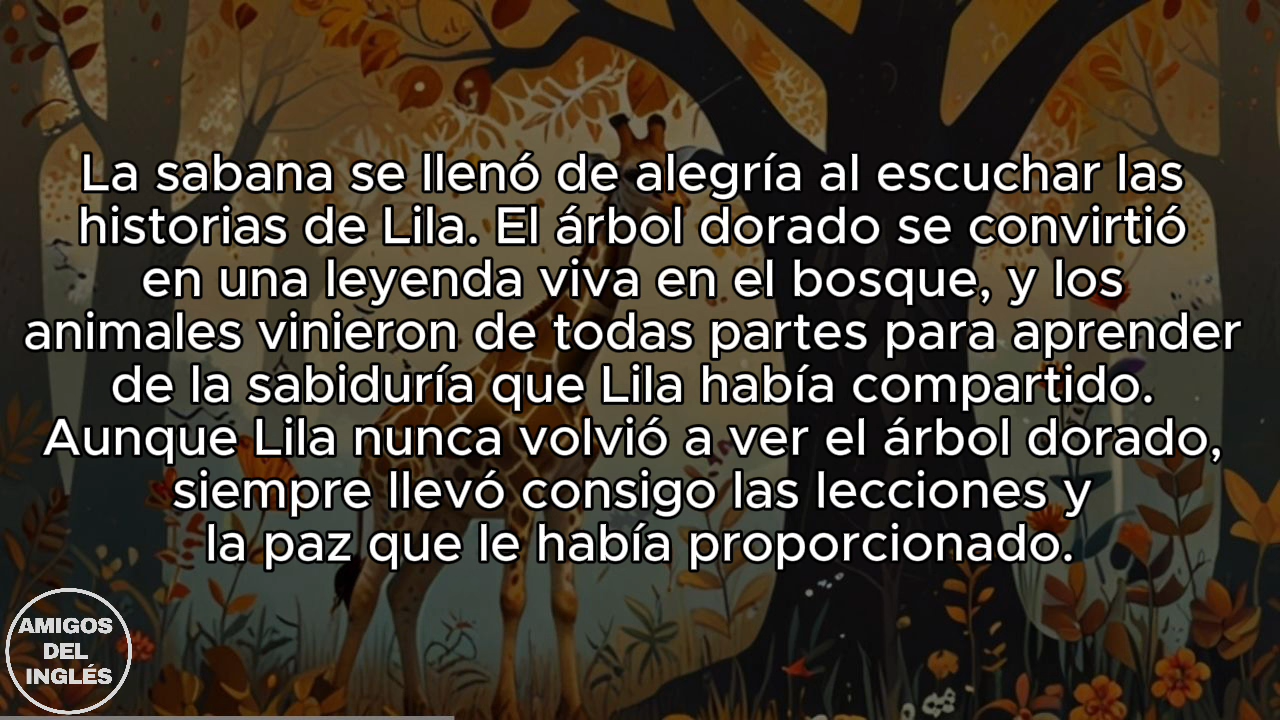 La sabana se llenó de alegría al escuchar las
historias de Lila. El árbol dorado se convirtió
en una leyenda viva en el bosque, y los
animales vinieron de todas partes para aprender
de la sabiduría que Lila había compartido.
Aunque Lila nunca volvió a ver el árbol dorado,
siempre llevó consigo las lecciones y
la paz que le había proporcionado.
AMIGOS
DEL
INGLÉS